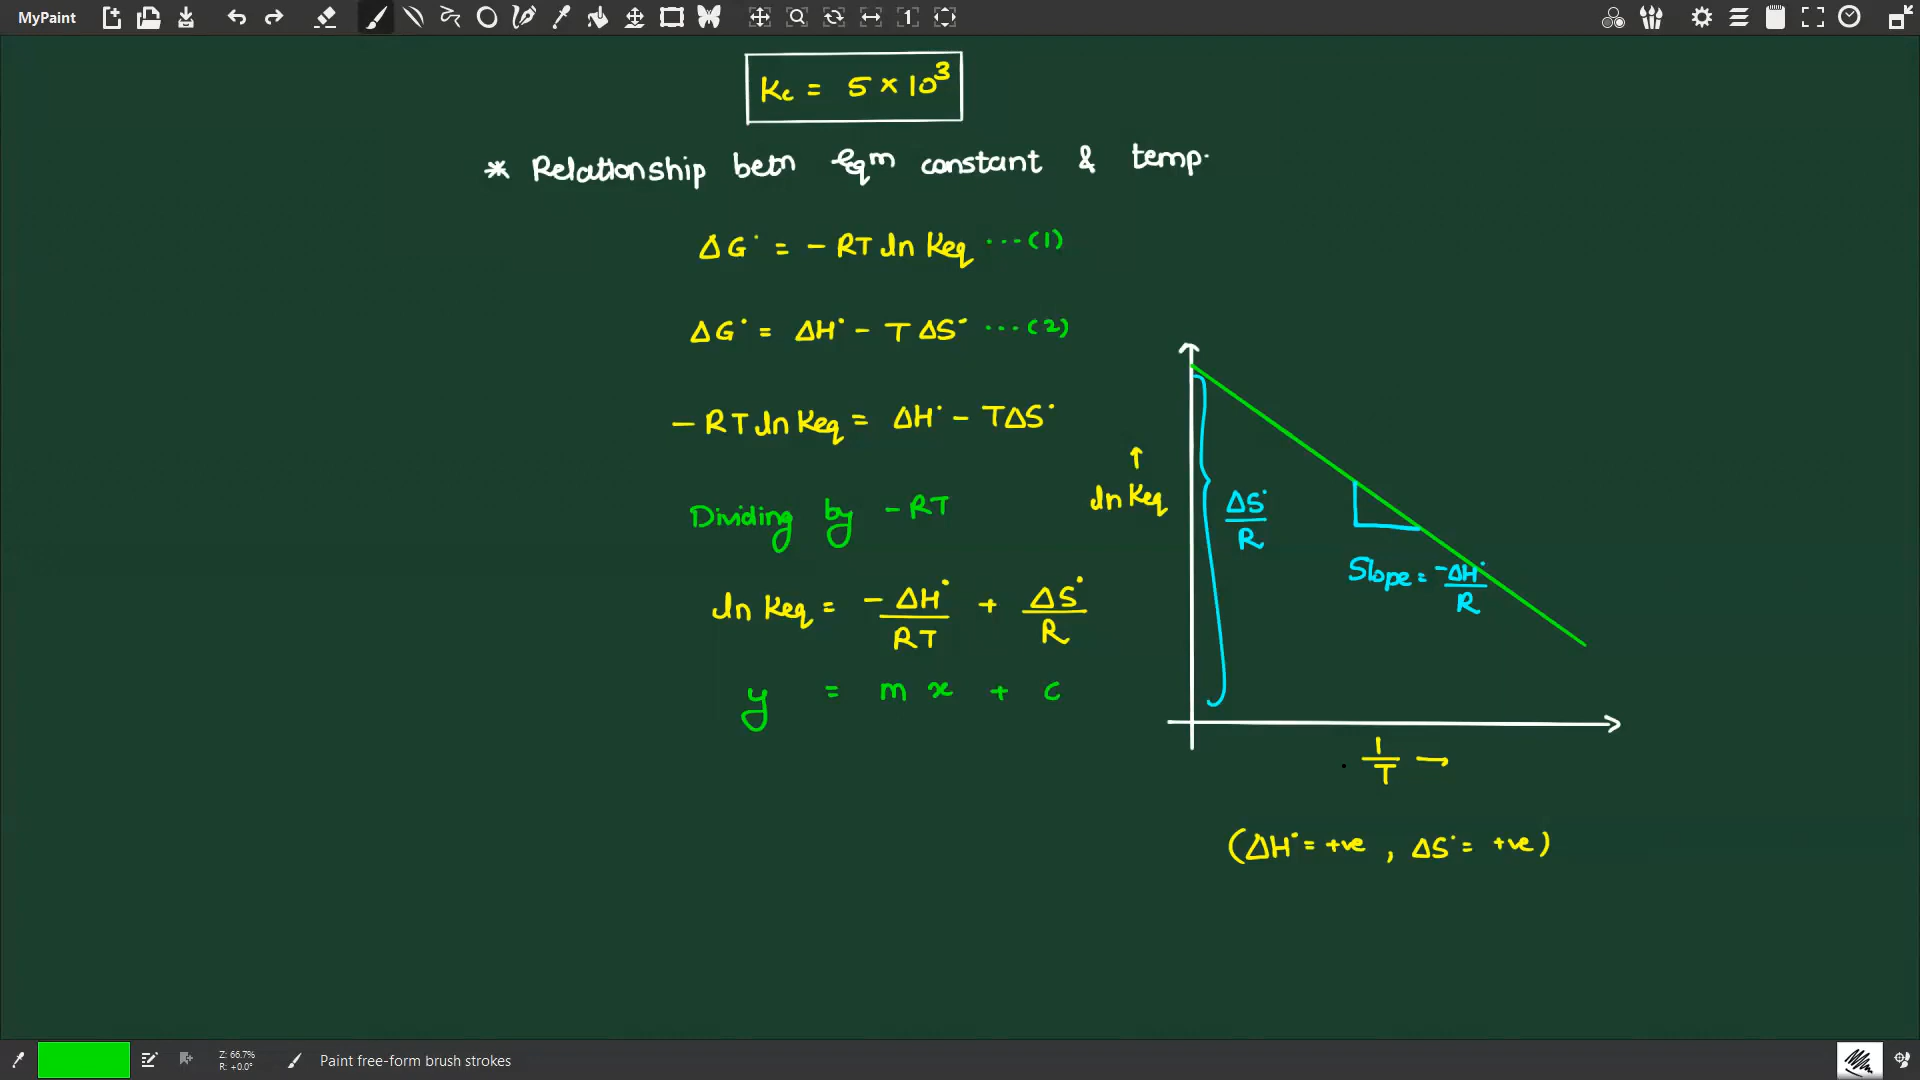 MyPaint
Kc = 5 × 10³
* Relationship betn Eqm constant & temp.
ΔG° = - RT ln Keq ...(1)
ΔG° = ΔH° - TΔS° ...(2)
- RT ln Keq = ΔH° - TΔS°
Dividing by - RT
ln Keq = -ΔH°/RT + ΔS°/R
y = m x + c
↑
ln Keq
ΔS°/R
Slope = -ΔH°/R
1/T →
(ΔH° = +ve , ΔS° = +ve)
Z: 66.7%
R: +0.0°
Paint free-form brush strokes